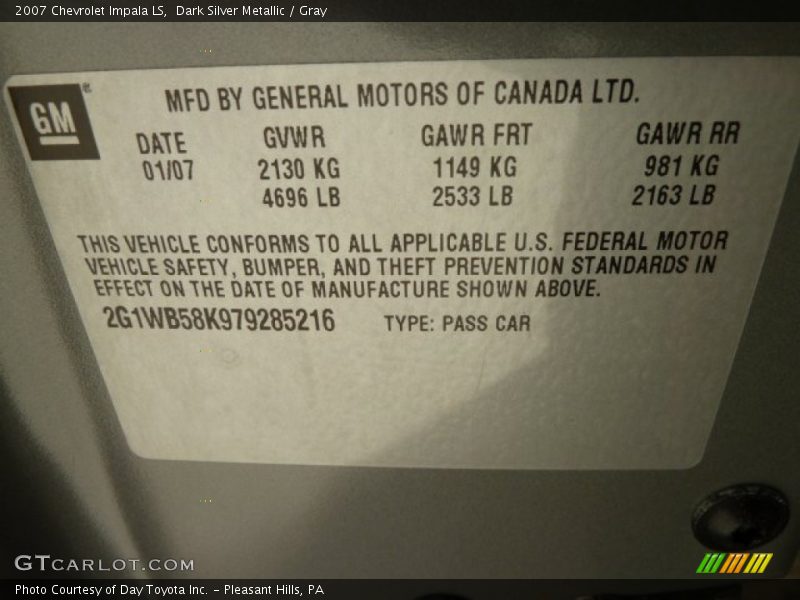 2007 Chevrolet Impala LS, Dark Silver Metallic / Gray
GM
MFD BY GENERAL MOTORS OF CANADA LTD.
DATE GVWR GAWR FRT GAWR RR
01/07 2130 KG 1149 KG 981 KG
4696 LB 2533 LB 2163 LB
THIS VEHICLE CONFORMS TO ALL APPLICABLE U.S. FEDERAL MOTOR
VEHICLE SAFETY, BUMPER, AND THEFT PREVENTION STANDARDS IN
EFFECT ON THE DATE OF MANUFACTURE SHOWN ABOVE.
2G1WB58K979285216 TYPE: PASS CAR
GTCARLOT.COM
Photo Courtesy of Day Toyota Inc. - Pleasant Hills, PA